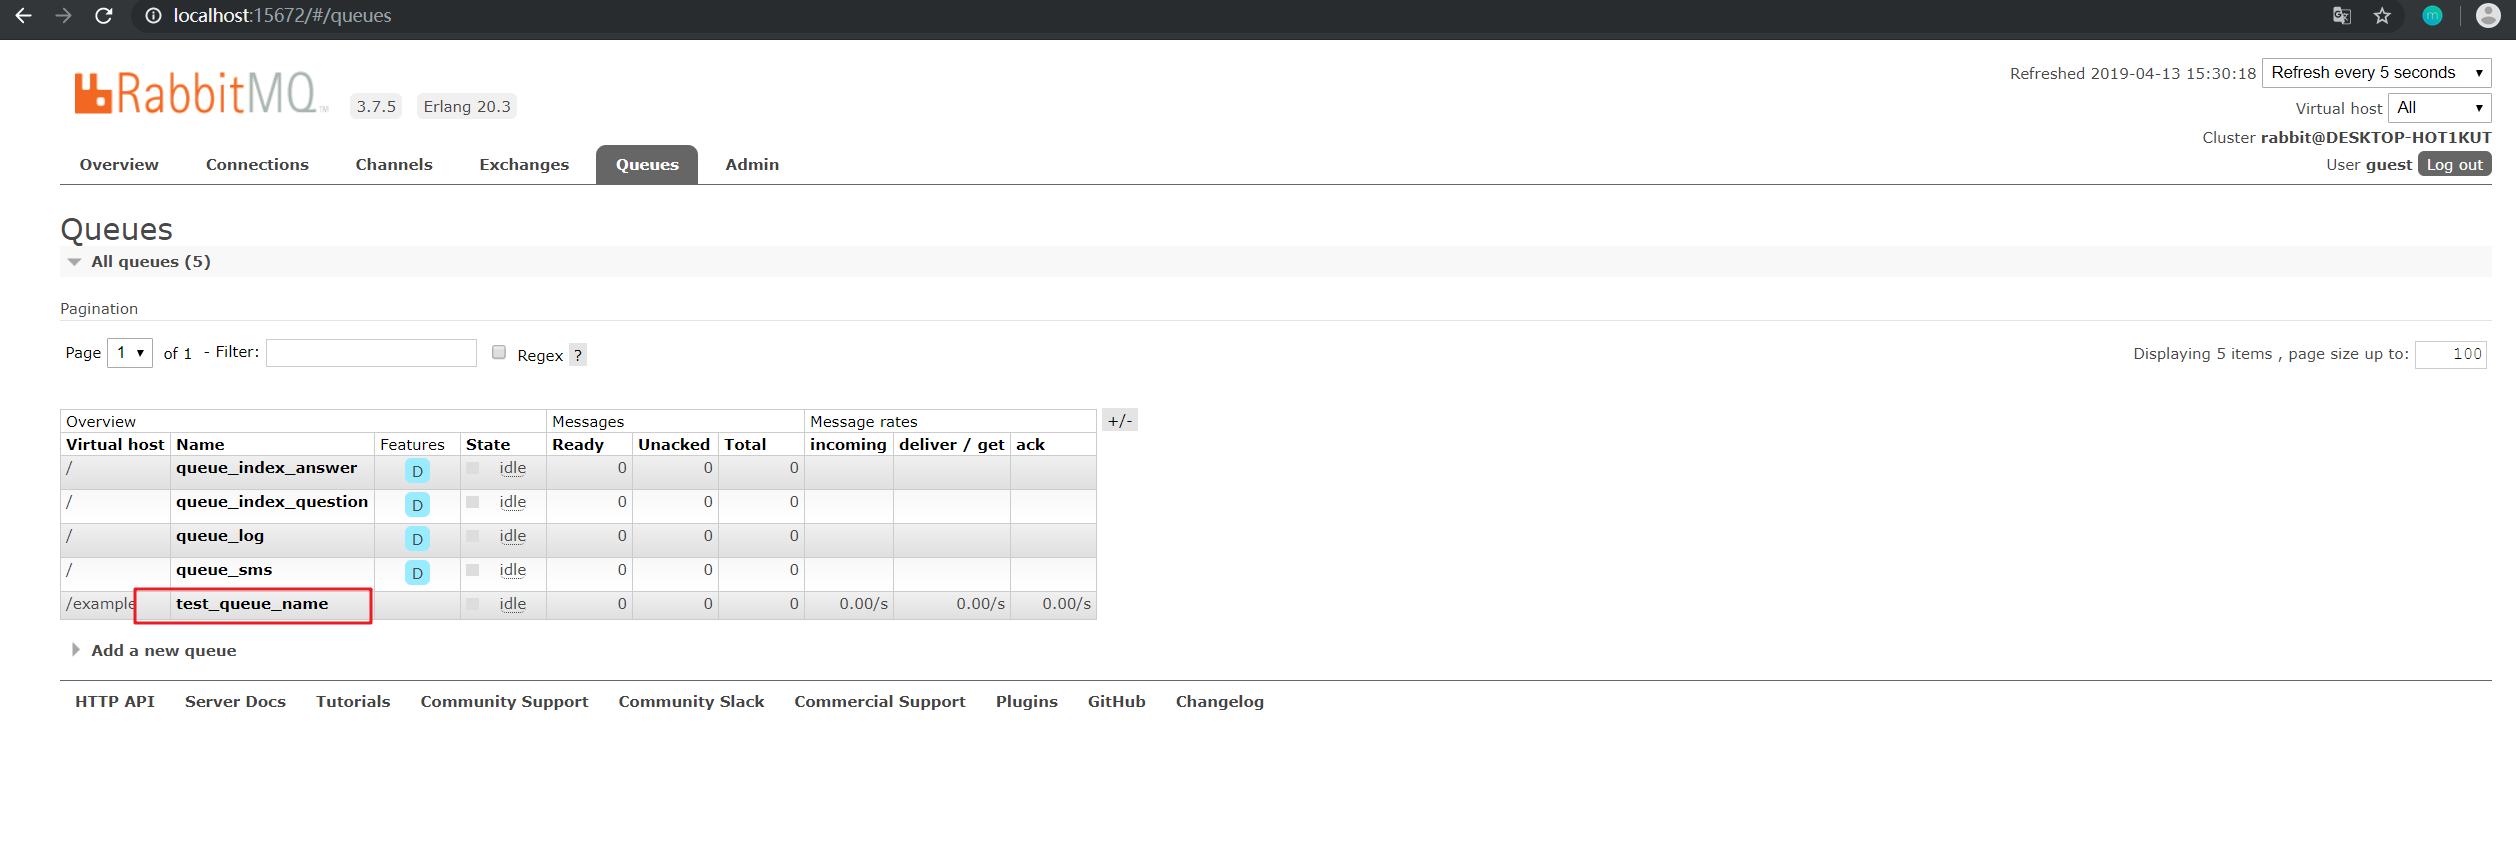 localhost:15672/#/queues
RabbitMQ TM 3.7.5 Erlang 20.3
Refreshed 2019-04-13 15:30:18 Refresh every 5 seconds
Virtual host All
Cluster rabbit@DESKTOP-HOT1KUT
User guest Log out
Overview Connections Channels Exchanges Queues Admin
Queues
All queues (5)
Pagination
Page 1 of 1 - Filter: Regex ? Displaying 5 items , page size up to: 100
Overview Messages Message rates +/-
Virtual host Name Features State Ready Unacked Total incoming deliver / get ack
/ queue_index_answer D idle 0 0 0
/ queue_index_question D idle 0 0 0
/ queue_log D idle 0 0 0
/ queue_sms D idle 0 0 0
/example test_queue_name idle 0 0 0 0.00/s 0.00/s 0.00/s
Add a new queue
HTTP API Server Docs Tutorials Community Support Community Slack Commercial Support Plugins GitHub Changelog